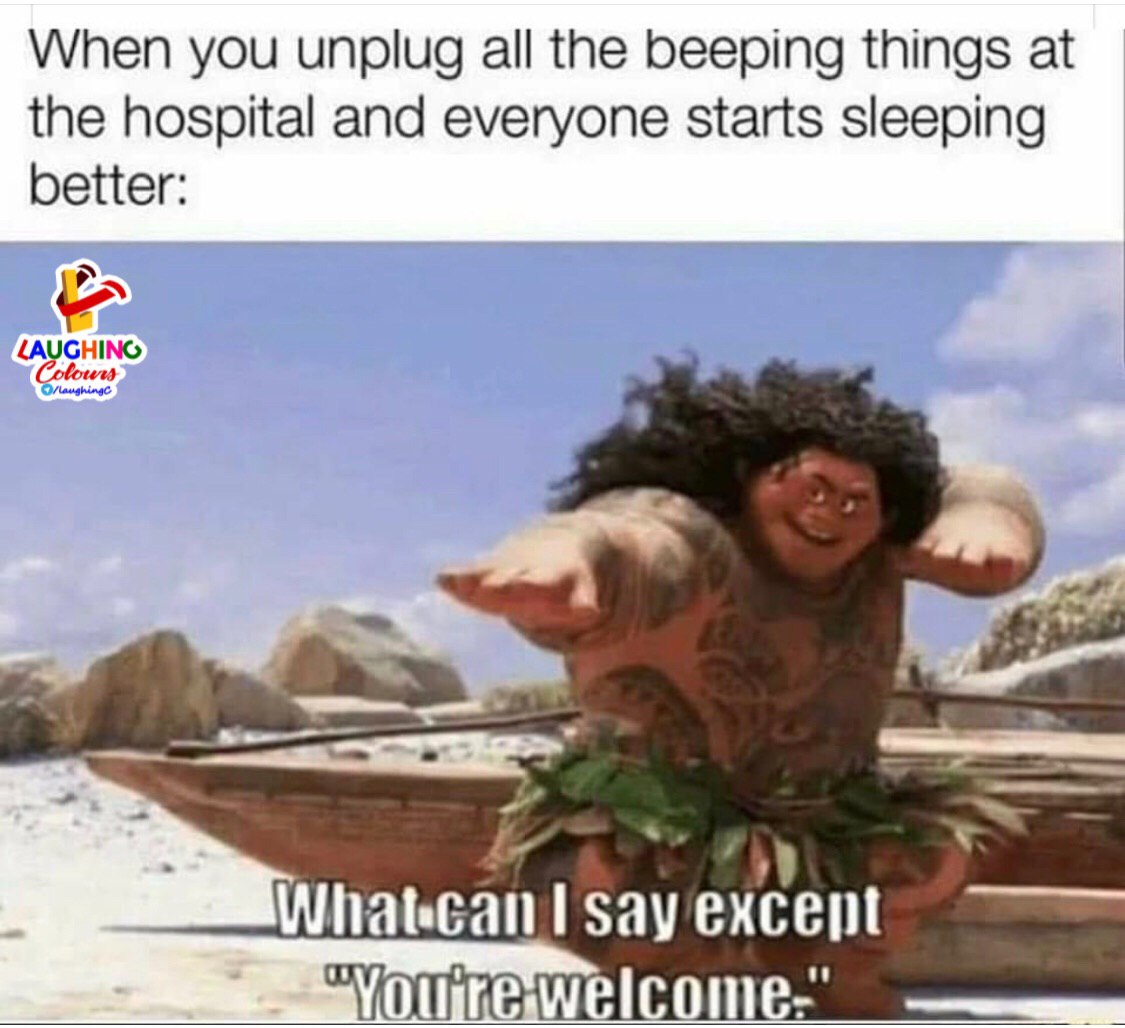 When you unplug all the beeping things at
the hospital and everyone starts sleeping
better:
LAUGHING
Colours
/laughingC
What can I say except
"You're welcome."